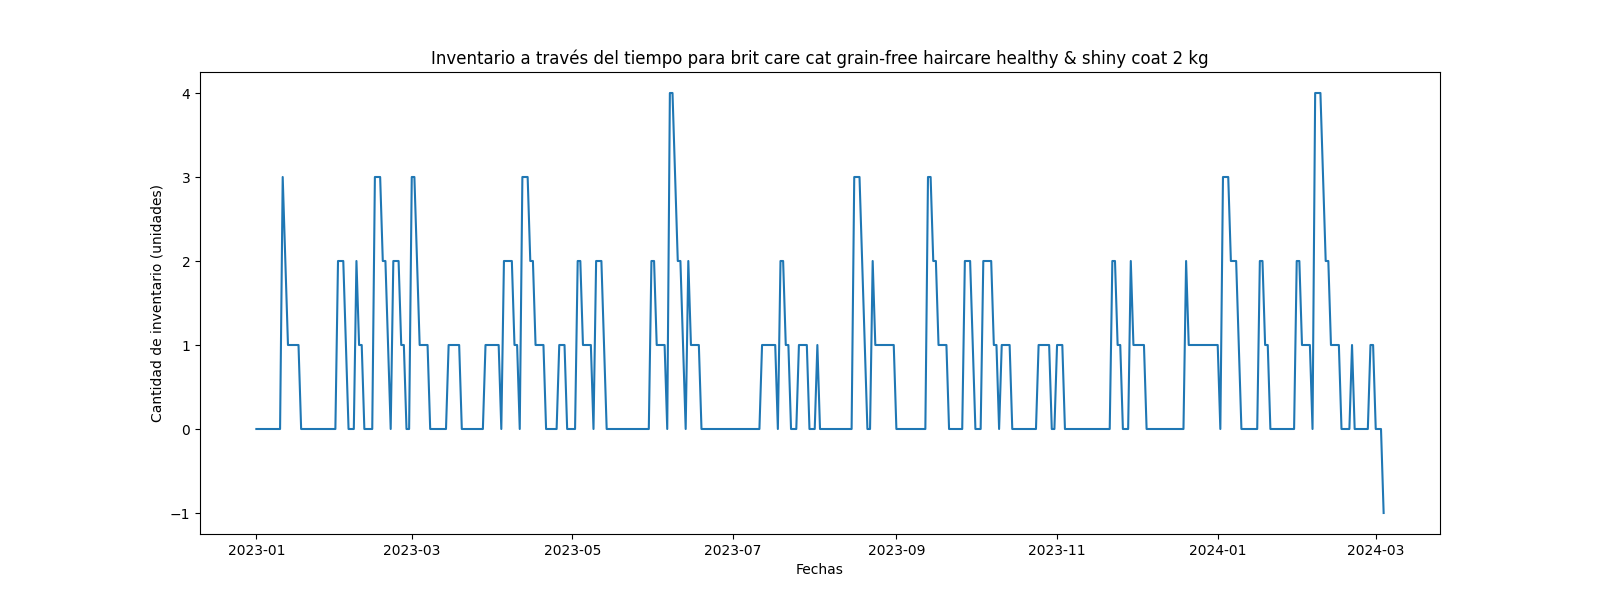 Inventario a través del tiempo para brit care cat grain-free haircare healthy & shiny coat 2 kg
Cantidad de inventario (unidades)
4
3
2
1
0
−1
2023-01 2023-03 2023-05 2023-07 2023-09 2023-11 2024-01 2024-03
Fechas